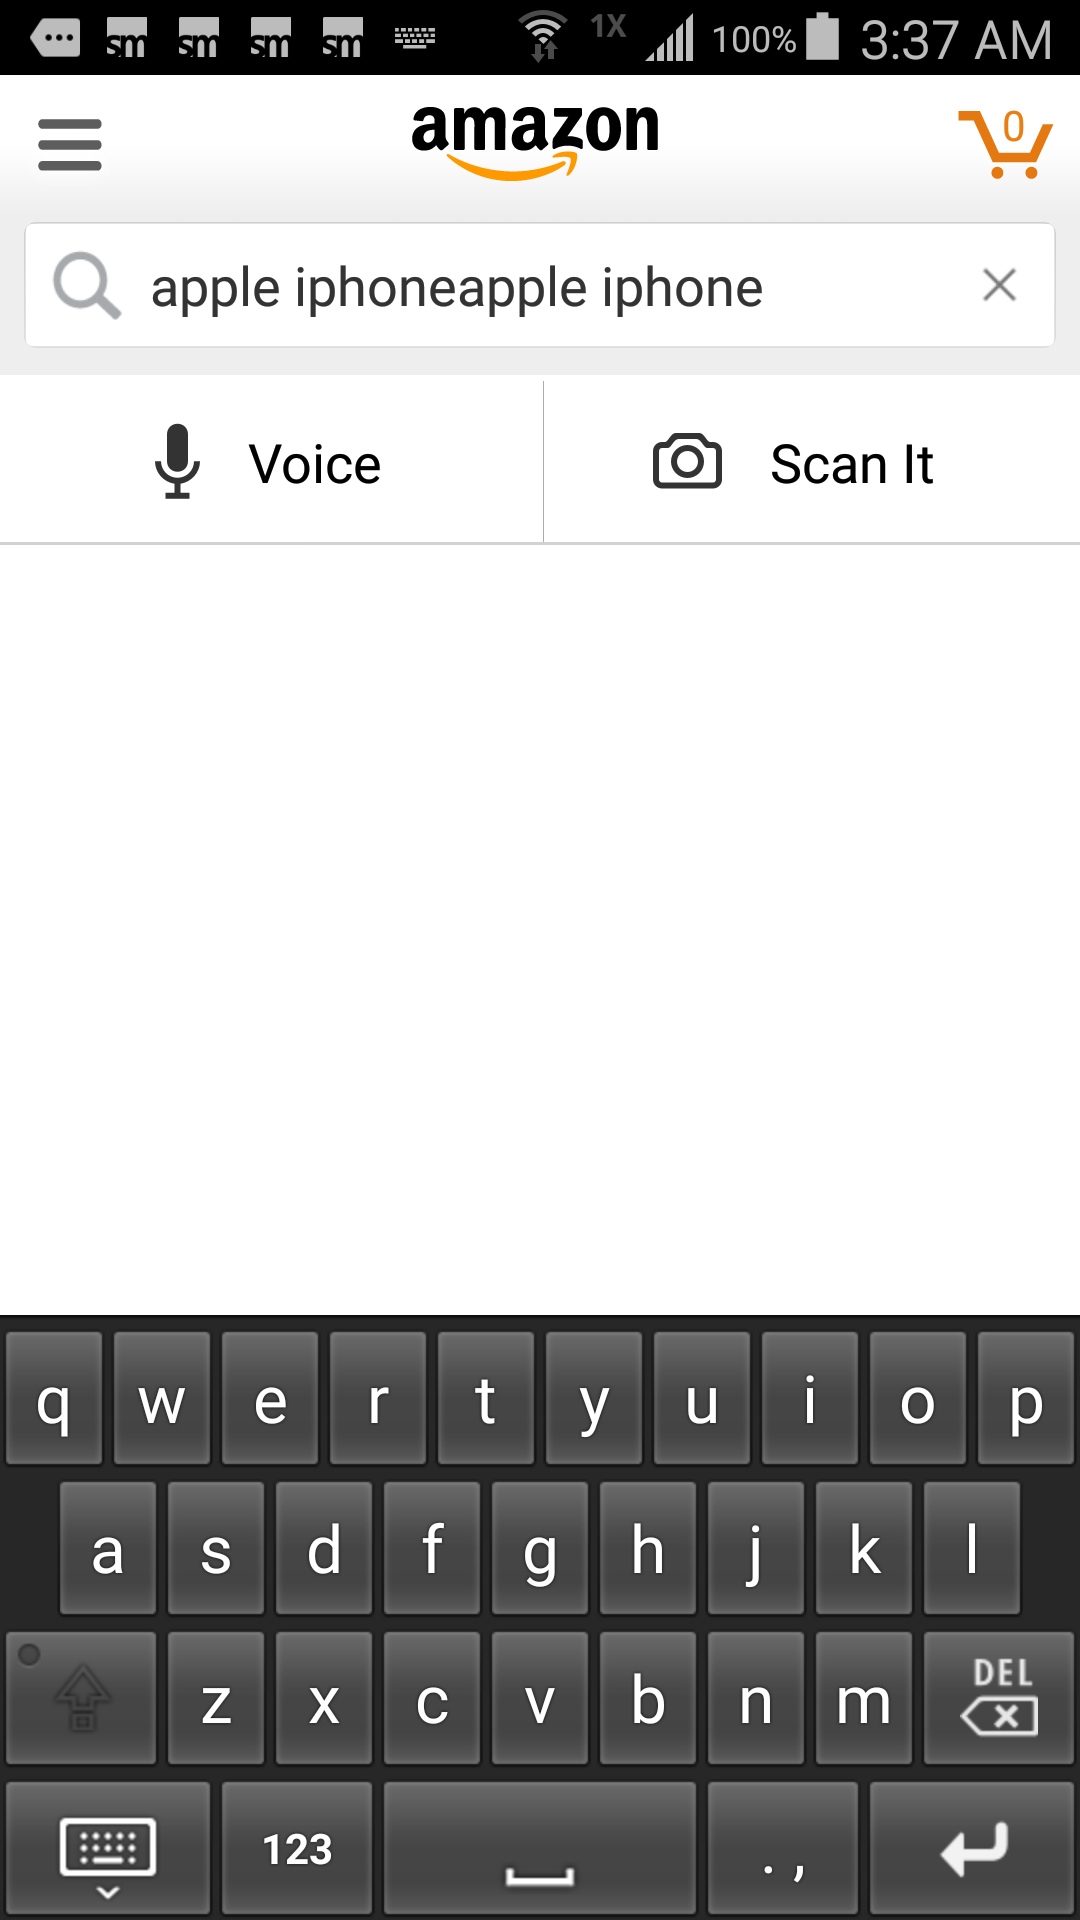 sm sm sm sm 1X 100% 3:37 AM
amazon 0
apple iphoneapple iphone
Voice Scan It
q w e r t y u i o p
a s d f g h j k l
z x c v b n m DEL
123 . ,